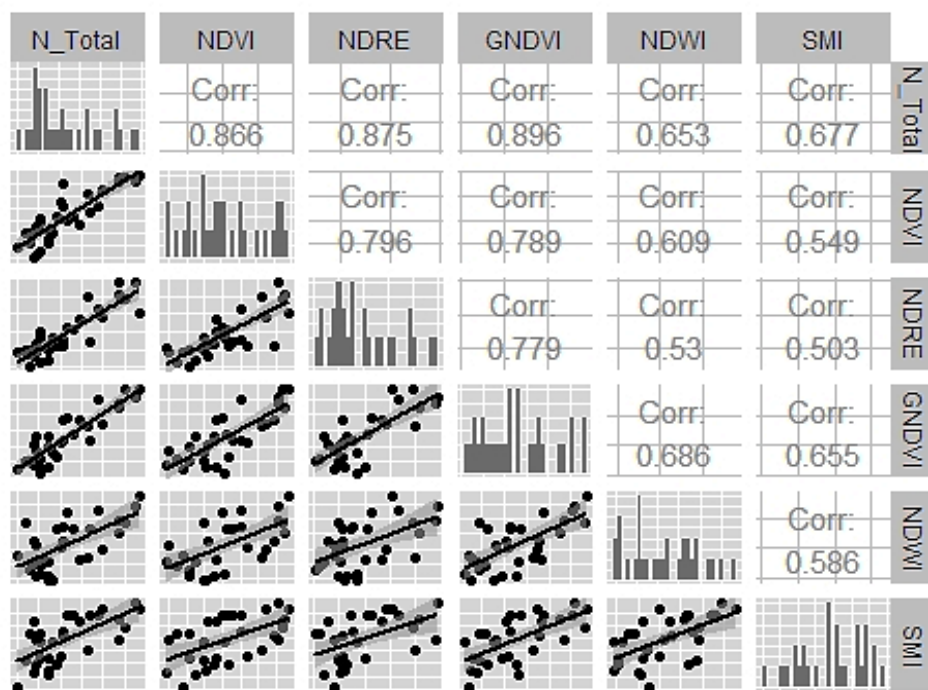 N_Total NDVI NDRE GNDVI NDWI SMI
Corr: Corr: Corr: Corr: Corr: N_Total
0.866 0.875 0.896 0.653 0.677
Corr: Corr: Corr: Corr: NDVI
0.796 0.789 0.609 0.549
Corr: Corr: Corr: NDRE
0.779 0.53 0.503
Corr: Corr: GNDVI
0.686 0.655
Corr: NDWI
0.586
SMI